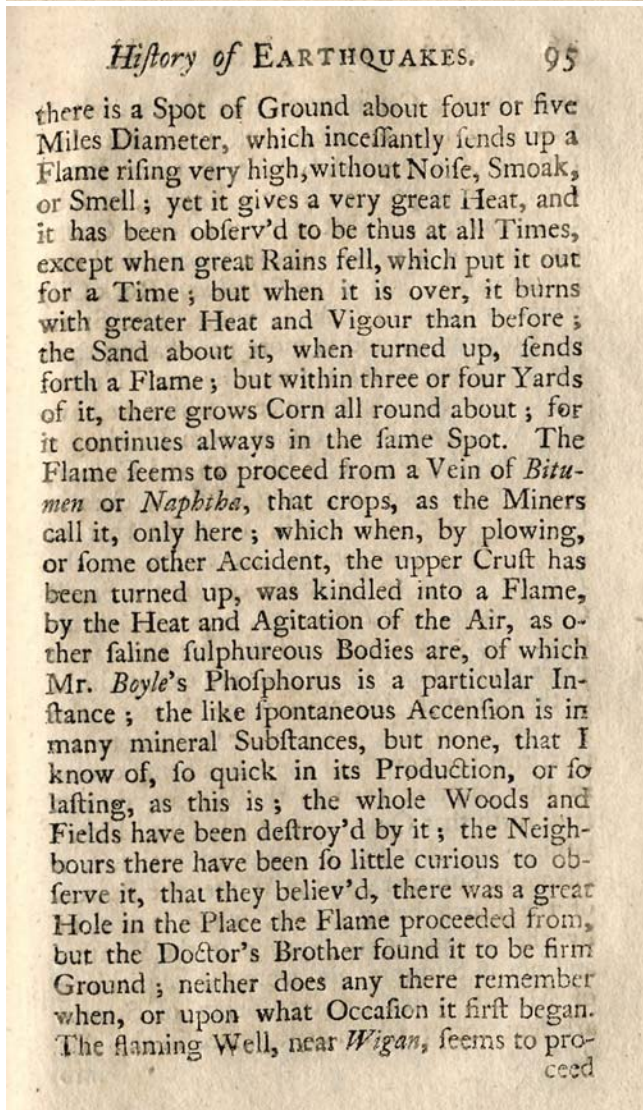 Hiſtory of EARTHQUAKES. 95
there is a Spot of Ground about four or five
Miles Diameter, which inceſſantly ſends up a
Flame riſing very high, without Noiſe, Smoak,
or Smell ; yet it gives a very great Heat, and
it has been obſerv'd to be thus at all Times,
except when great Rains fell, which put it out
for a Time ; but when it is over, it burns
with greater Heat and Vigour than before ;
the Sand about it, when turned up, ſends
forth a Flame ; but within three or four Yards
of it, there grows Corn all round about ; for
it continues always in the ſame Spot. The
Flame ſeems to proceed from a Vein of Bitu-
men or Naphtha, that crops, as the Miners
call it, only here ; which when, by plowing,
or ſome other Accident, the upper Cruſt has
been turned up, was kindled into a Flame,
by the Heat and Agitation of the Air, as o-
ther ſaline ſulphureous Bodies are, of which
Mr. Boyle's Phoſphorus is a particular In-
ſtance ; the like ſpontaneous Accenſion is in
many mineral Subſtances, but none, that I
know of, ſo quick in its Production, or ſo
laſting, as this is ; the whole Woods and
Fields have been deſtroy'd by it ; the Neigh-
bours there have been ſo little curious to ob-
ſerve it, that they believ'd, there was a great
Hole in the Place the Flame proceeded from,
but the Doctor's Brother found it to be firm
Ground ; neither does any there remember
when, or upon what Occaſion it firſt began.
The flaming Well, near Wigan, ſeems to pro-
ceed